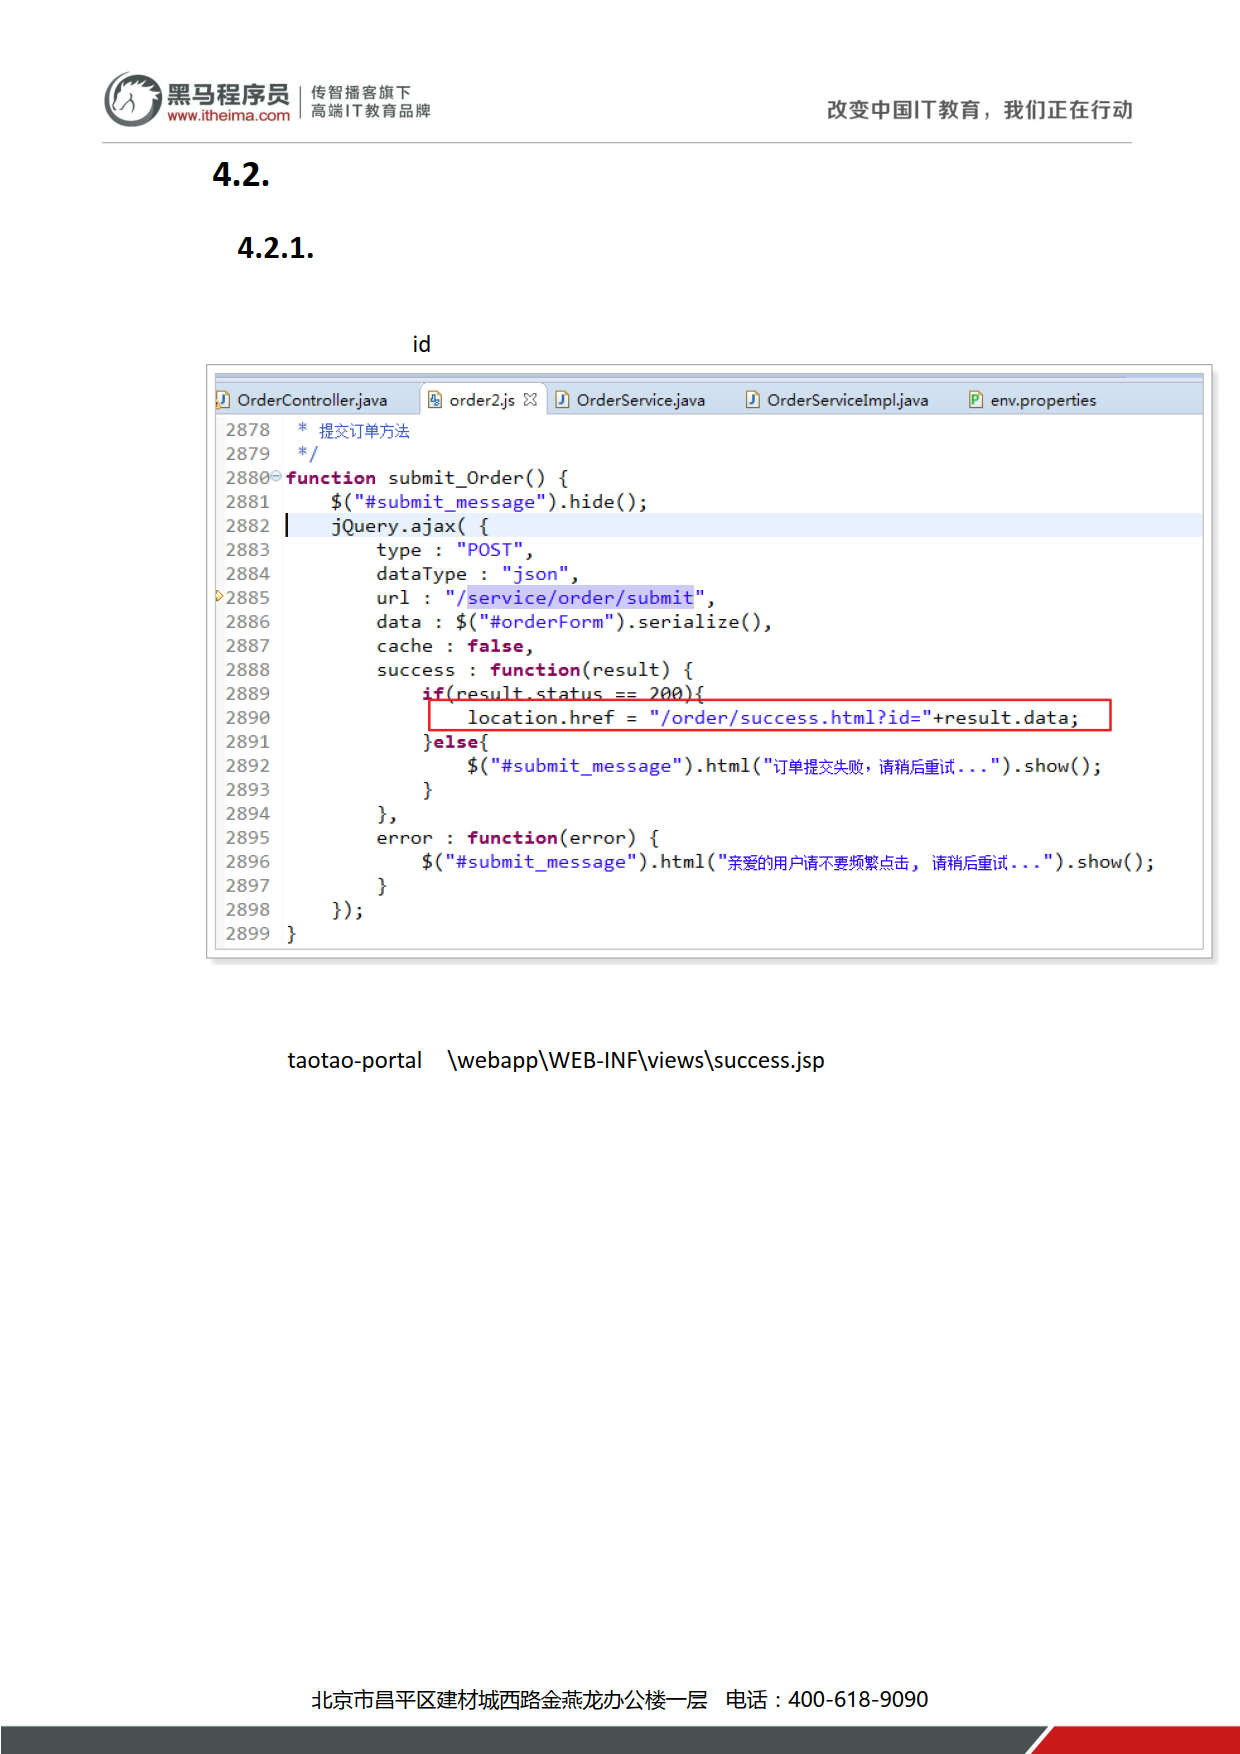 黑马程序员 传智播客旗下
www.itheima.com 高端IT教育品牌
改变中国IT教育，我们正在行动
4.2.
4.2.1.
id
OrderController.java order2.js OrderService.java OrderServiceImpl.java env.properties
2878 * 提交订单方法
2879 */
2880 function submit_Order() {
2881 $("#submit_message").hide();
2882 jQuery.ajax( {
2883 type : "POST",
2884 dataType : "json",
2885 url : "/service/order/submit",
2886 data : $("#orderForm").serialize(),
2887 cache : false,
2888 success : function(result) {
2889 if(result.status == 200){
2890 location.href = "/order/success.html?id="+result.data;
2891 }else{
2892 $("#submit_message").html("订单提交失败，请稍后重试...").show();
2893 }
2894 },
2895 error : function(error) {
2896 $("#submit_message").html("亲爱的用户请不要频繁点击, 请稍后重试...").show();
2897 }
2898 });
2899 }
taotao-portal \webapp\WEB-INF\views\success.jsp
北京市昌平区建材城西路金燕龙办公楼一层 电话：400-618-9090